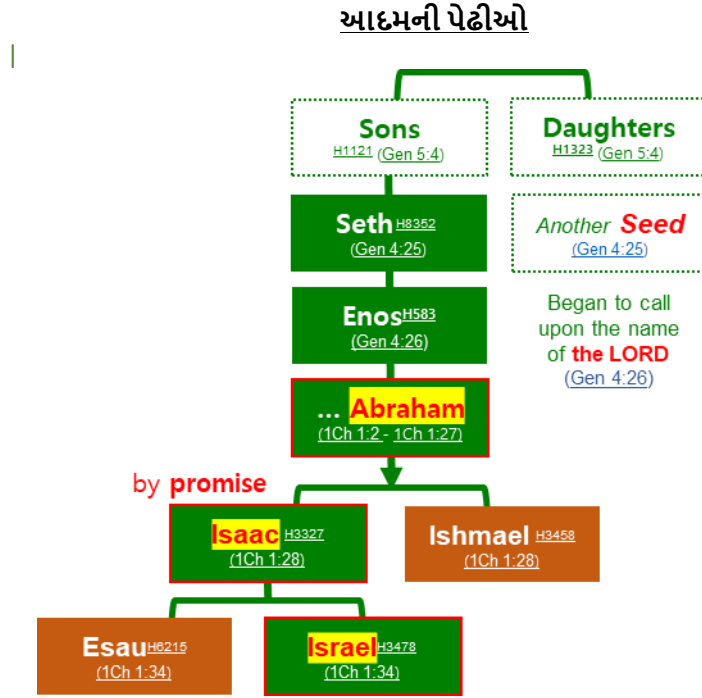 આદમની પેઢીઓ
Sons
H1121 (Gen 5:4)
Daughters
H1323 (Gen 5:4)
Seth H8352
(Gen 4:25)
Another Seed
(Gen 4:25)
Enos H583
(Gen 4:26)
Began to call
upon the name
of the LORD
(Gen 4:26)
... Abraham
(1Ch 1:2 - 1Ch 1:27)
by promise
Isaac H3327
(1Ch 1:28)
Ishmael H3458
(1Ch 1:28)
Esau H6215
(1Ch 1:34)
Israel H3478
(1Ch 1:34)